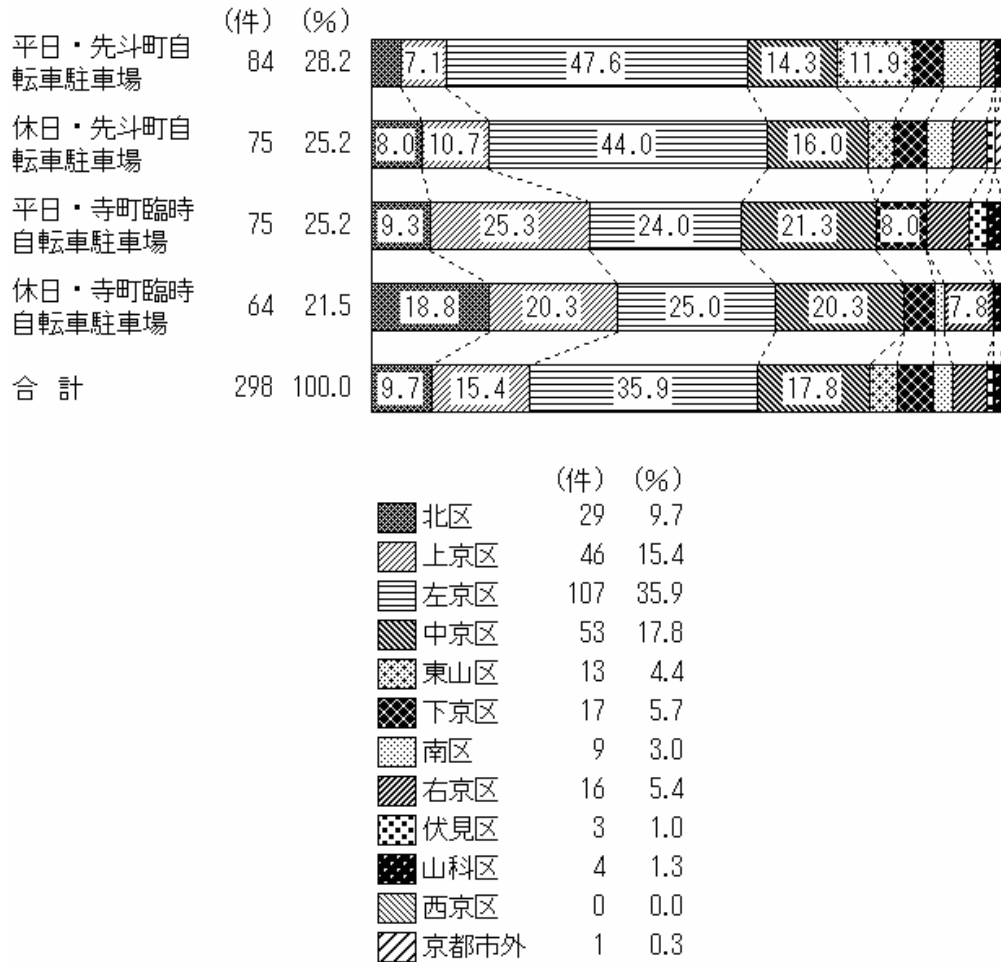 (件) (%)
平日・先斗町自
転車駐車場
84 28.2
7.1 47.6 14.3 11.9
休日・先斗町自
転車駐車場
75 25.2
8.0 10.7 44.0 16.0
平日・寺町臨時
自転車駐車場
75 25.2
9.3 25.3 24.0 21.3 8.0
休日・寺町臨時
自転車駐車場
64 21.5
18.8 20.3 25.0 20.3 7.8
合 計 298 100.0 9.7 15.4 35.9 17.8
(件) (%)
北区 29 9.7
上京区 46 15.4
左京区 107 35.9
中京区 53 17.8
東山区 13 4.4
下京区 17 5.7
南区 9 3.0
右京区 16 5.4
伏見区 3 1.0
山科区 4 1.3
西京区 0 0.0
京都市外 1 0.3